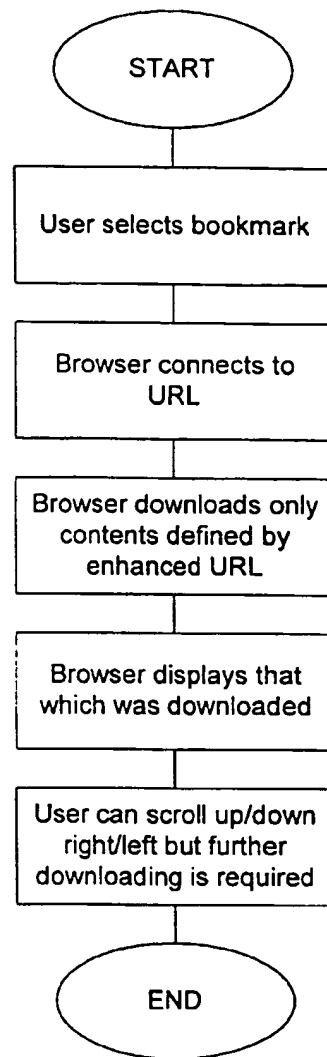 START
User selects bookmark
Browser connects to
URL
Browser downloads only
contents defined by
enhanced URL
Browser displays that
which was downloaded
User can scroll up/down
right/left but further
downloading is required
END